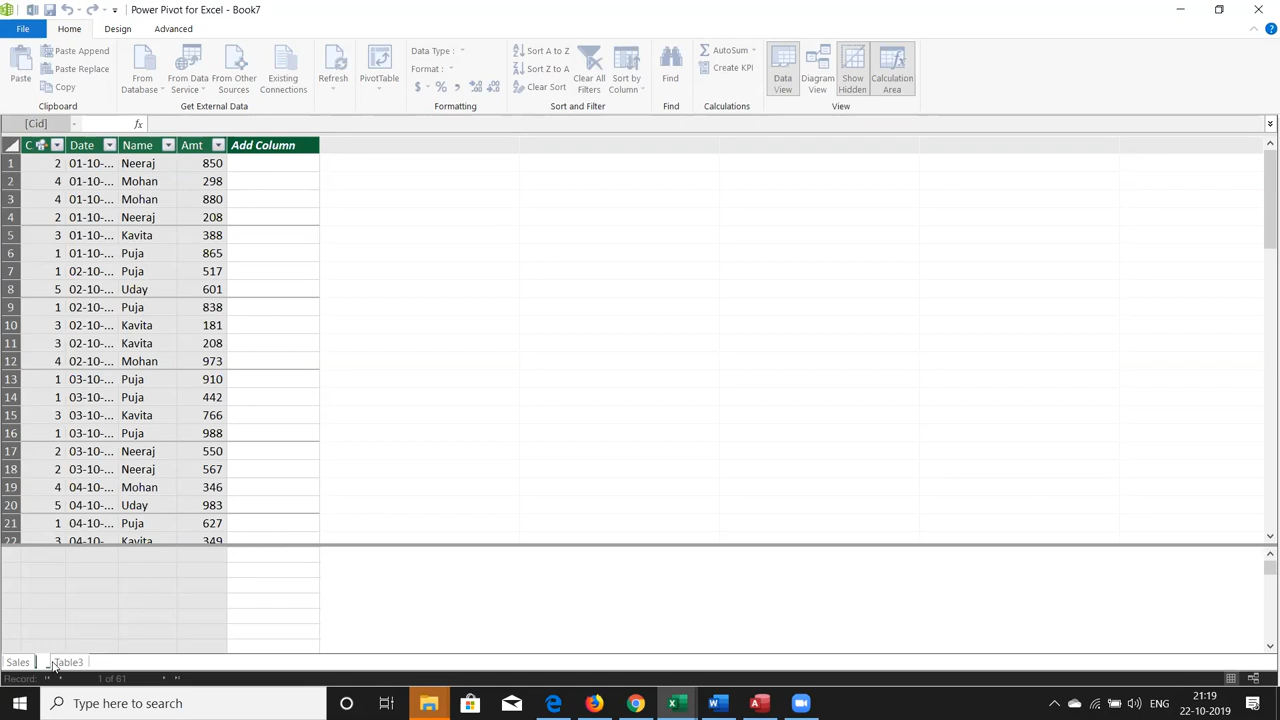 Power Pivot for Excel - Book7
File Home Design Advanced
Paste
Paste Append
Paste Replace
Copy
Clipboard
From Database
From Data Service
From Other Sources
Existing Connections
Get External Data
Refresh
PivotTable
Data Type :
Format :
$ %
Formatting
Sort A to Z
Sort Z to A
Clear Sort
Clear All Filters
Sort by Column
Sort and Filter
Find
Find
AutoSum
Create KPI
Calculations
Data View
Diagram View
Show Hidden
Calculation Area
View
[Cid] fx
C Date Name Amt Add Column
1 2 01-10-... Neeraj 850
2 4 01-10-... Mohan 298
3 4 01-10-... Mohan 880
4 2 01-10-... Neeraj 208
5 3 01-10-... Kavita 388
6 1 01-10-... Puja 865
7 1 02-10-... Puja 517
8 5 02-10-... Uday 601
9 1 02-10-... Puja 838
10 3 02-10-... Kavita 181
11 3 02-10-... Kavita 208
12 4 02-10-... Mohan 973
13 1 03-10-... Puja 910
14 1 03-10-... Puja 442
15 3 03-10-... Kavita 766
16 1 03-10-... Puja 988
17 2 03-10-... Neeraj 550
18 2 03-10-... Neeraj 567
19 4 04-10-... Mohan 346
20 5 04-10-... Uday 983
21 1 04-10-... Puja 627
22 3 04-10-... Kavita 349
Sales Table3
Record: 1 of 61
Type here to search
ENG
21:19
22-10-2019